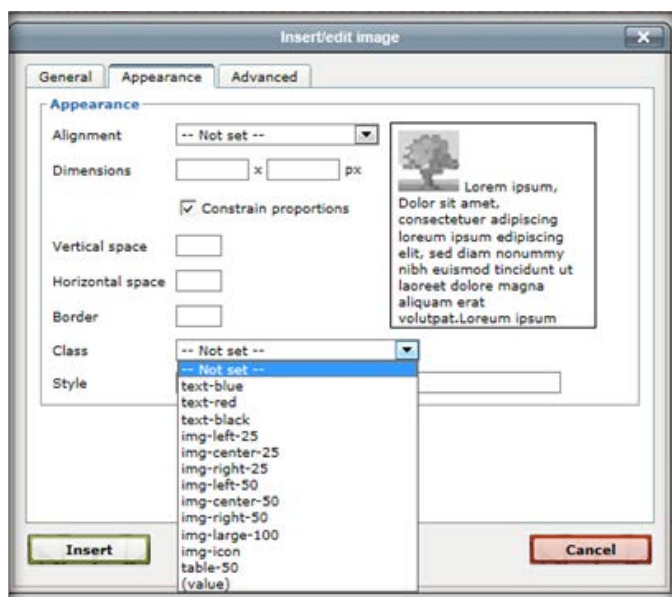 Insert/edit image
General Appearance Advanced
Appearance
Alignment -- Not set --
Dimensions x px
Constrain proportions
Vertical space
Horizontal space
Border
Lorem ipsum,
Dolor sit amet,
consectetuer adipiscing
loreum ipsum edipiscing
elit, sed diam nonummy
nibh euismod tincidunt ut
laoreet dolore magna
aliquam erat
volutpat.Loreum ipsum
Class -- Not set --
Style
-- Not set --
text-blue
text-red
text-black
img-left-25
img-center-25
img-right-25
img-left-50
img-center-50
img-right-50
img-large-100
img-icon
table-50
(value)
Insert
Cancel